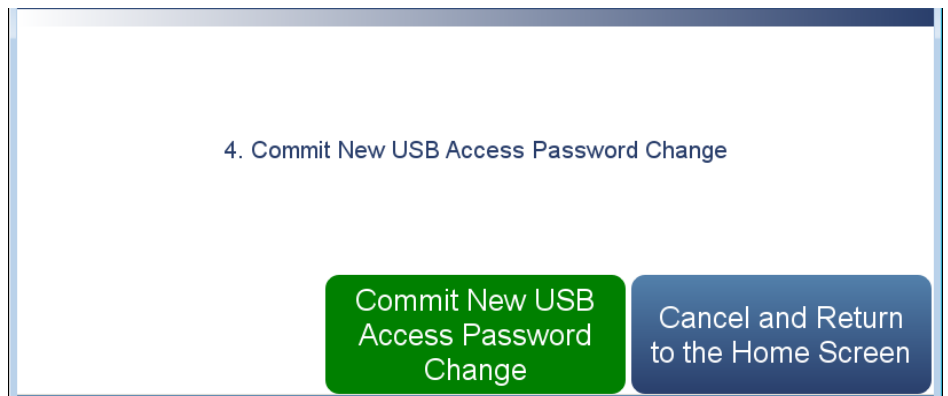 4. Commit New USB Access Password Change
Commit New USB
Access Password
Change
Cancel and Return
to the Home Screen